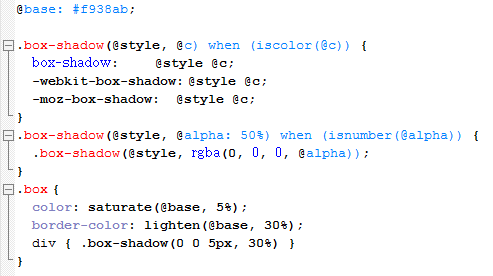 @base: #f938ab;
.box-shadow(@style, @c) when (iscolor(@c)) {
box-shadow: @style @c;
-webkit-box-shadow: @style @c;
-moz-box-shadow: @style @c;
}
.box-shadow(@style, @alpha: 50%) when (isnumber(@alpha)) {
.box-shadow(@style, rgba(0, 0, 0, @alpha));
}
.box {
color: saturate(@base, 5%);
border-color: lighten(@base, 30%);
div { .box-shadow(0 0 5px, 30%) }
}